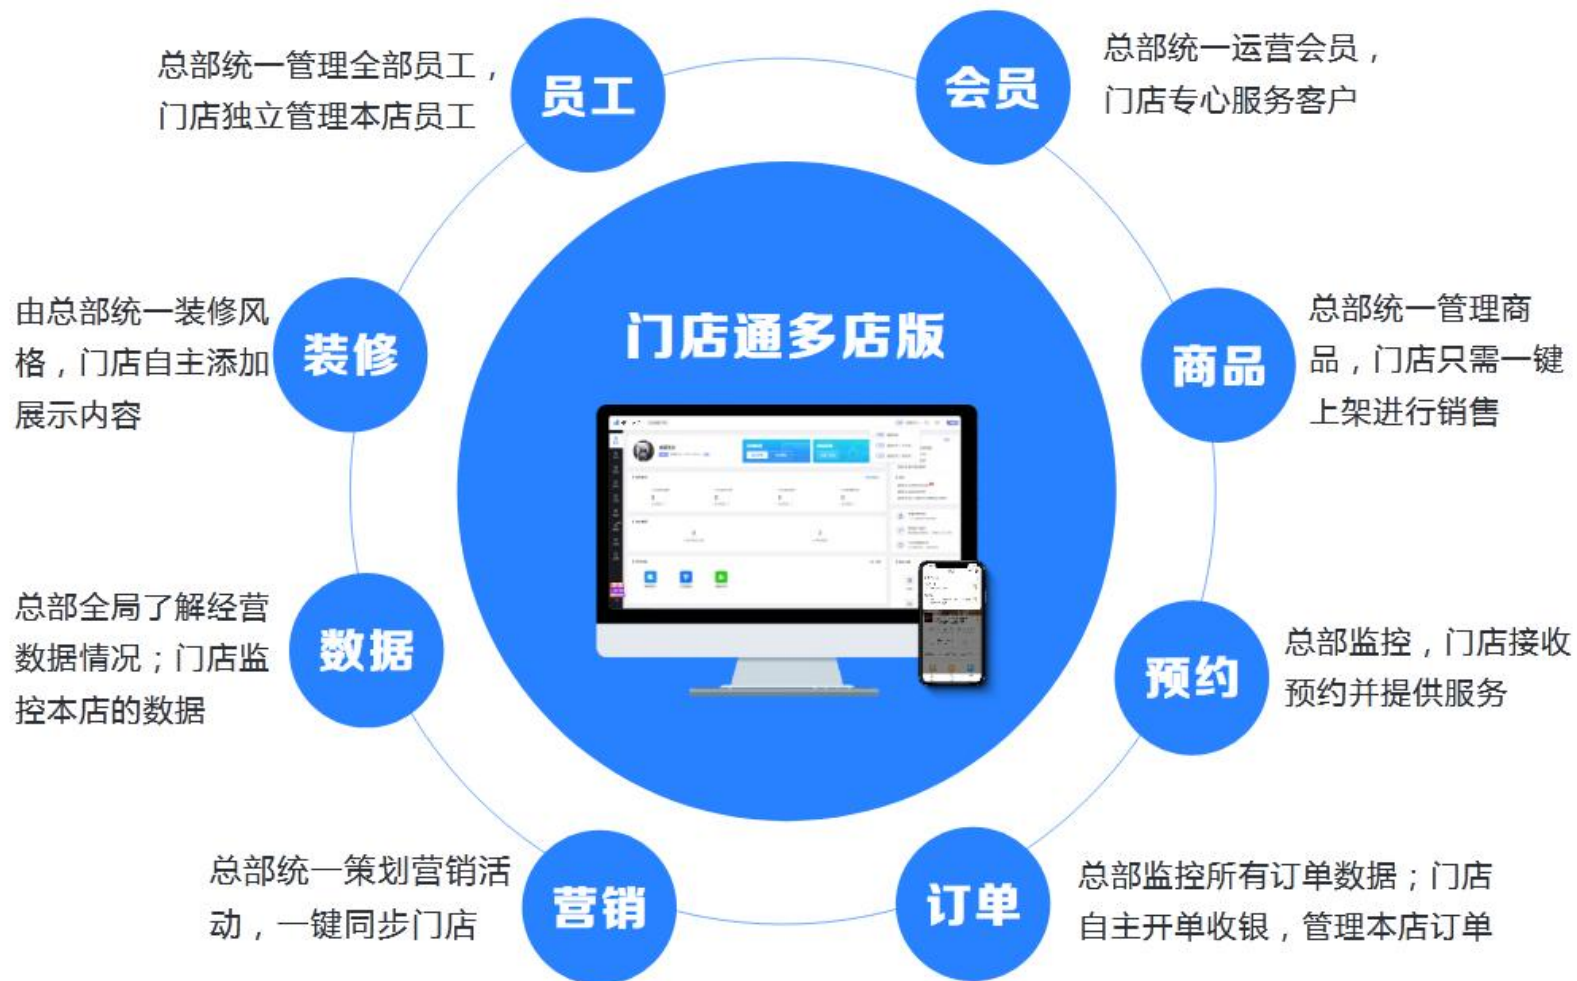 员工
总部统一管理全部员工，
门店独立管理本店员工
会员
总部统一运营会员，
门店专心服务客户
装修
由总部统一装修风
格，门店自主添加
展示内容
门店通多店版
商品
总部统一管理商
品，门店只需一键
上架进行销售
数据
总部全局了解经营
数据情况；门店监
控本店的数据
预约
总部监控，门店接收
预约并提供服务
营销
总部统一策划营销活
动，一键同步门店
订单
总部监控所有订单数据；门店
自主开单收银，管理本店订单